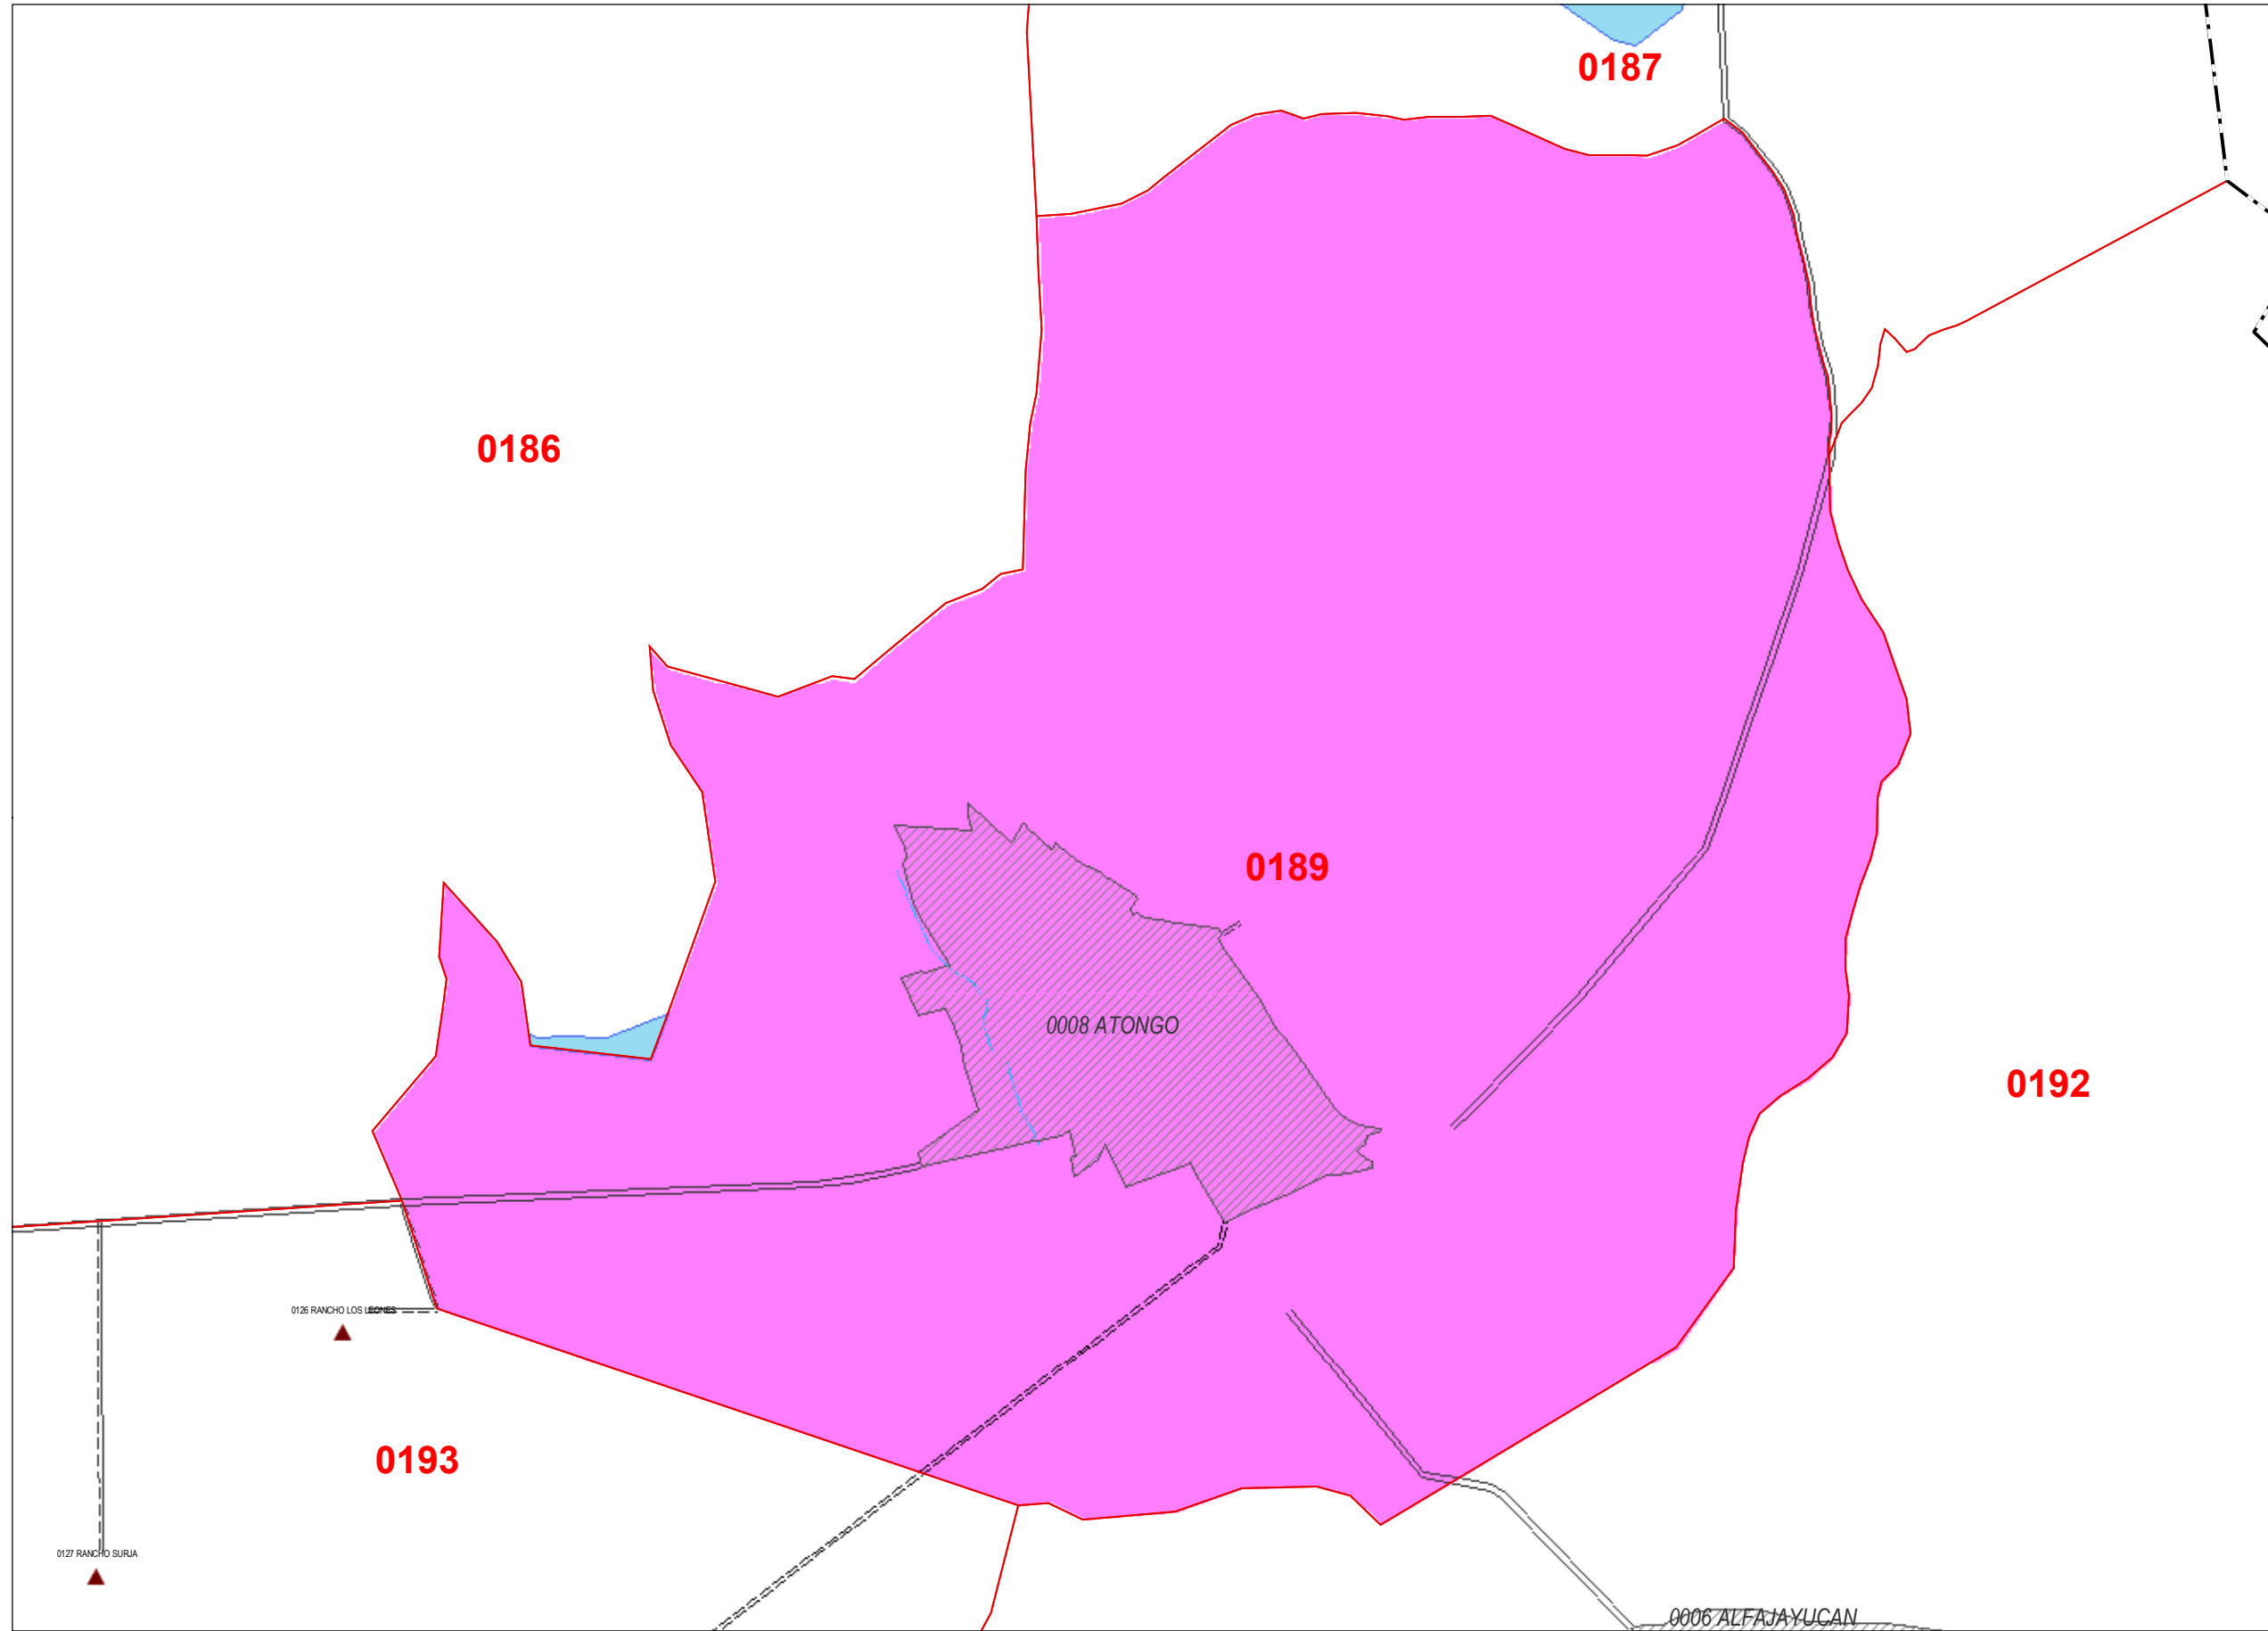 0187
0186
0189
0008 ATONGO
0192
0126 RANCHO LOS LEONES
0193
0127 RANCHO SURJA
0006 ALFAJAYUCAN